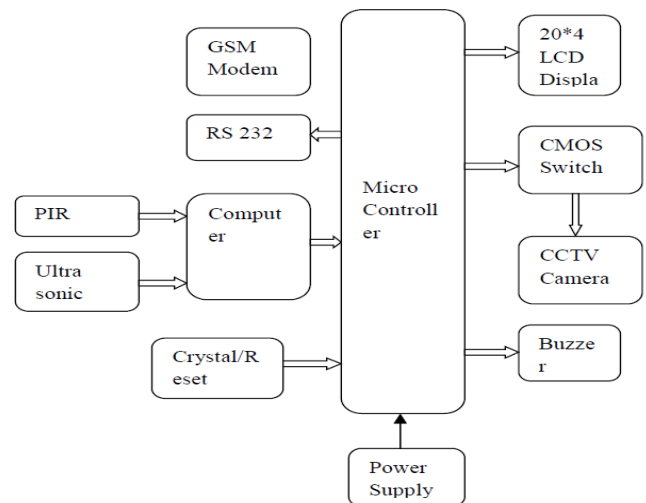 GSM
Modem
20*4
LCD
Displa
RS 232
CMOS
Switch
Micro
Controll
er
PIR
Comput
er
Ultra
sonic
CCTV
Camera
Crystal/R
eset
Buzze
r
Power
Supply